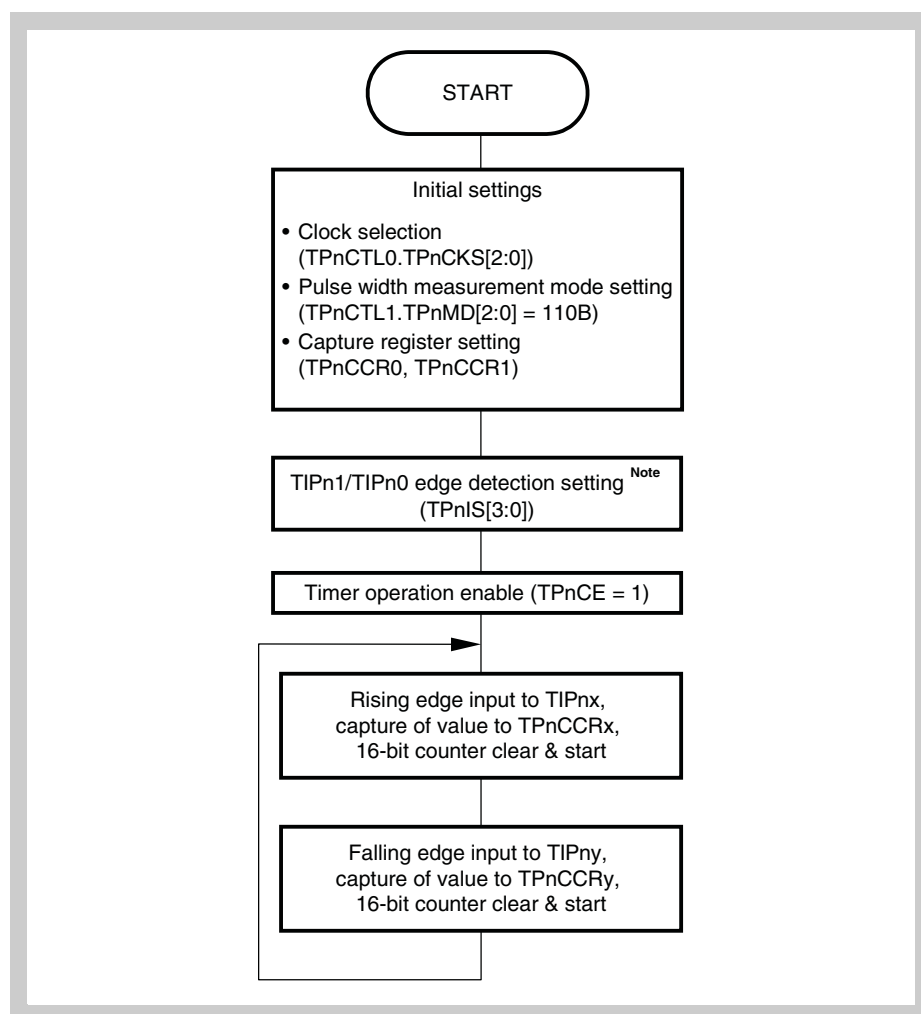 START
Initial settings
• Clock selection
(TPnCTL0.TPnCKS[2:0])
• Pulse width measurement mode setting
(TPnCTL1.TPnMD[2:0] = 110B)
• Capture register setting
(TPnCCR0, TPnCCR1)
TIPn1/TIPn0 edge detection setting Note
(TPnIS[3:0])
Timer operation enable (TPnCE = 1)
Rising edge input to TIPnx,
capture of value to TPnCCRx,
16-bit counter clear & start
Falling edge input to TIPny,
capture of value to TPnCCRy,
16-bit counter clear & start